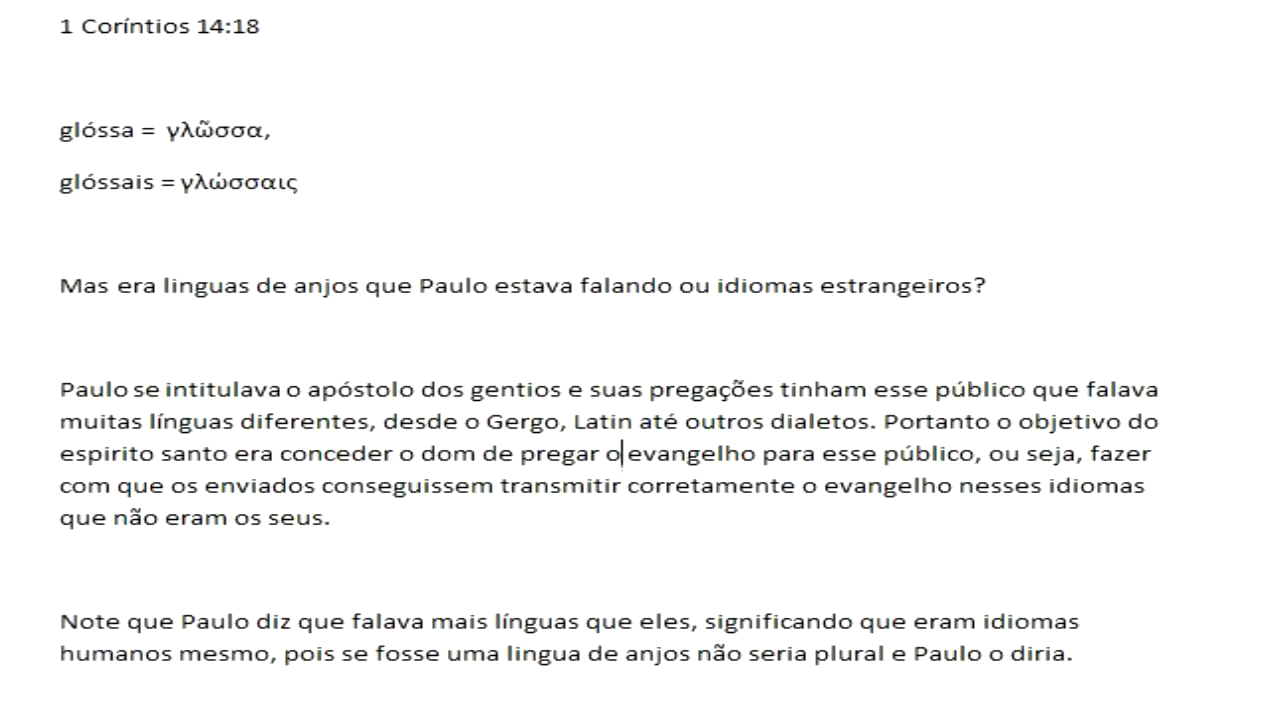 1 Coríntios 14:18
glóssa = γλῶσσα,
glóssais = γλώσσαις
Mas era linguas de anjos que Paulo estava falando ou idiomas estrangeiros?
Paulo se intitulava o apóstolo dos gentios e suas pregações tinham esse público que falava
muitas línguas diferentes, desde o Gergo, Latin até outros dialetos. Portanto o objetivo do
espirito santo era conceder o dom de pregar o evangelho para esse público, ou seja, fazer
com que os enviados conseguissem transmitir corretamente o evangelho nesses idiomas
que não eram os seus.
Note que Paulo diz que falava mais línguas que eles, significando que eram idiomas
humanos mesmo, pois se fosse uma lingua de anjos não seria plural e Paulo o diria.